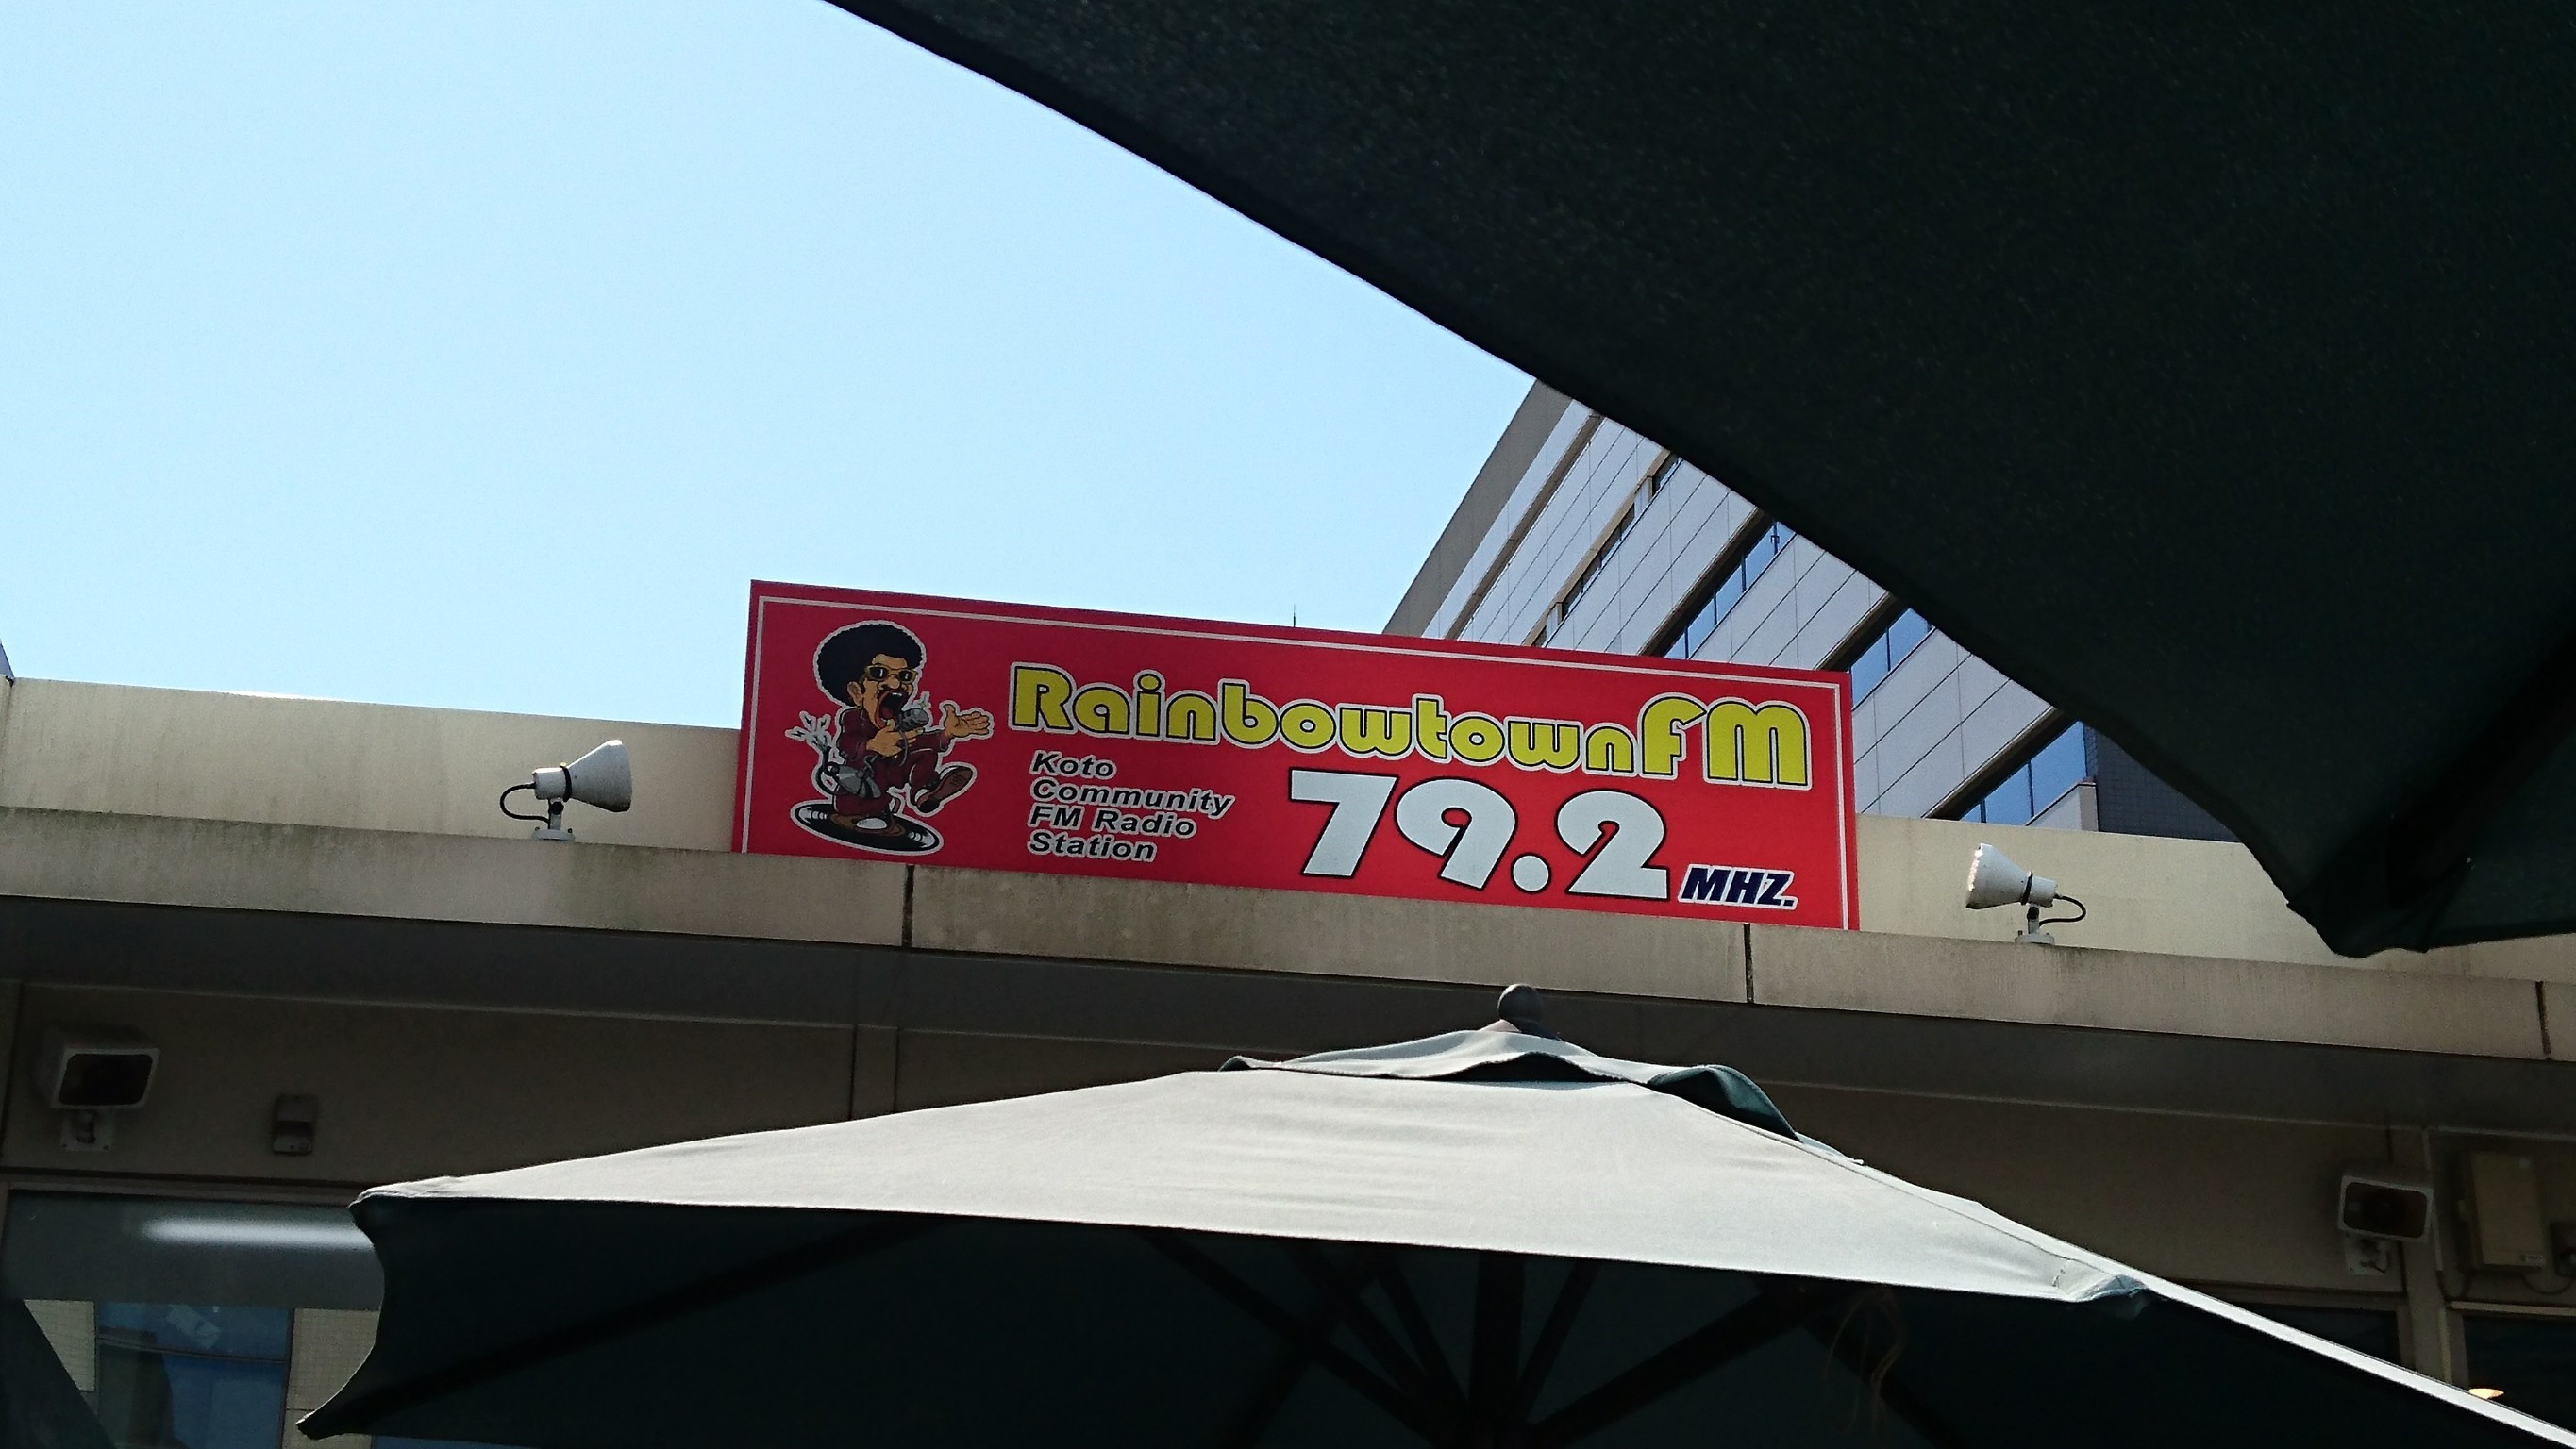 RainbowtownFM
Koto
Community
FM Radio
Station
79.2 MHZ.